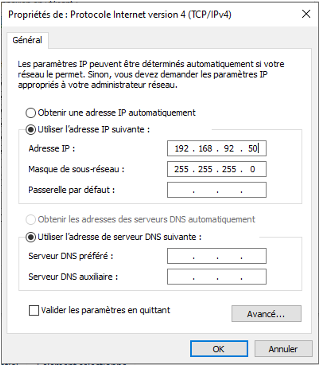 Propriétés de : Protocole Internet version 4 (TCP/IPv4)
Général
Les paramètres IP peuvent être déterminés automatiquement si votre
réseau le permet. Sinon, vous devez demander les paramètres IP
appropriés à votre administrateur réseau.
Obtenir une adresse IP automatiquement
Utiliser l'adresse IP suivante :
Adresse IP : 192 . 168 . 92 . 50
Masque de sous-réseau : 255 . 255 . 255 . 0
Passerelle par défaut : . . .
Obtenir les adresses des serveurs DNS automatiquement
Utiliser l'adresse de serveur DNS suivante :
Serveur DNS préféré : . . .
Serveur DNS auxiliaire : . . .
Valider les paramètres en quittant
Avancé...
OK Annuler